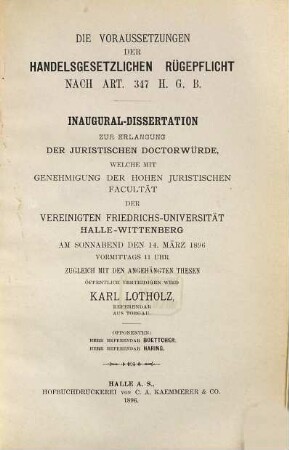 DIE VORAUSSETZUNGEN
DER
HANDELSGESETZLICHEN RÜGEPFLICHT
NACH ART. 347 H. G. B.
INAUGURAL-DISSERTATION
ZUR ERLANGUNG
DER JURISTISCHEN DOCTORWÜRDE,
WELCHE MIT
GENEHMIGUNG DER HOHEN JURISTISCHEN
FACULTÄT
DER
VEREINIGTEN FRIEDRICHS-UNIVERSITÄT
HALLE-WITTENBERG
AM SONNABEND DEN 14. MÄRZ 1896
VORMITTAGS 11 UHR
ZUGLEICH MIT DEN ANGEHÄNGTEN THESEN
ÖFFENTLICH VERTEIDIGEN WIRD
KARL LOTHOLZ,
REFERENDAR
AUS TORGAU.
OPPONENTEN:
HERR REFERENDAR BOETTCHER,
HERR REFERENDAR HARING.
HALLE A. S.,
HOFBUCHDRUCKEREI VON C. A. KAEMMERER & CO.
1896.